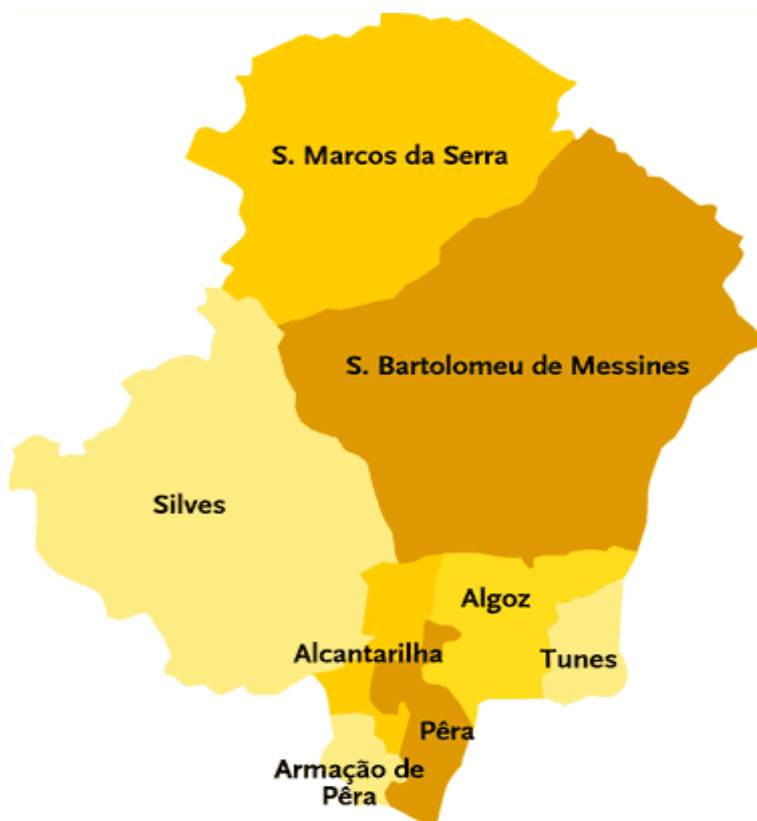 S. Marcos da Serra
S. Bartolomeu de Messines
Silves
Algoz
Alcantarilha
Tunes
Pêra
Armação de
Pêra